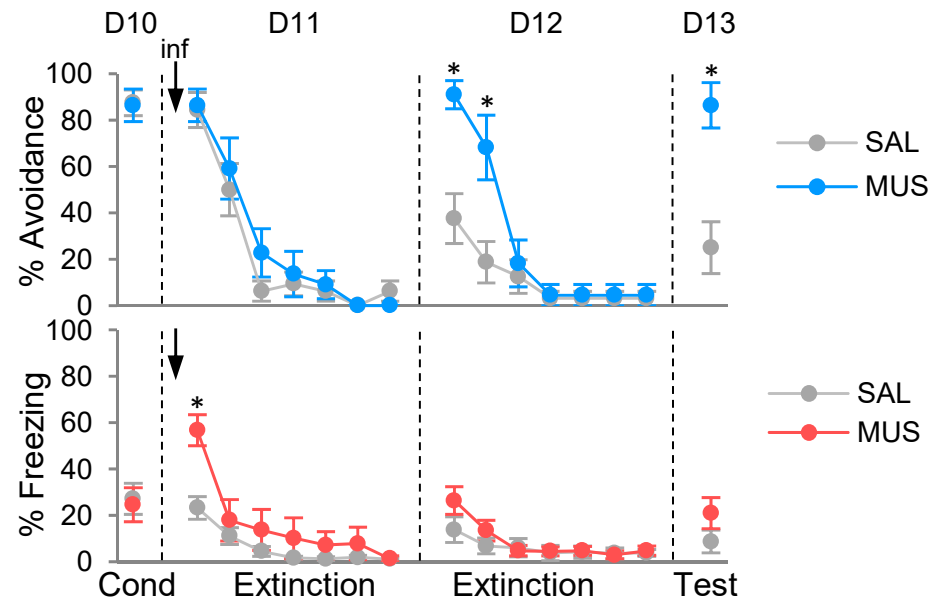 D10 D11 D12 D13
inf
% Avoidance
100
80
60
40
20
0
* * *
SAL
MUS
% Freezing
100
80
60
40
20
0
*
SAL
MUS
Cond Extinction Extinction Test